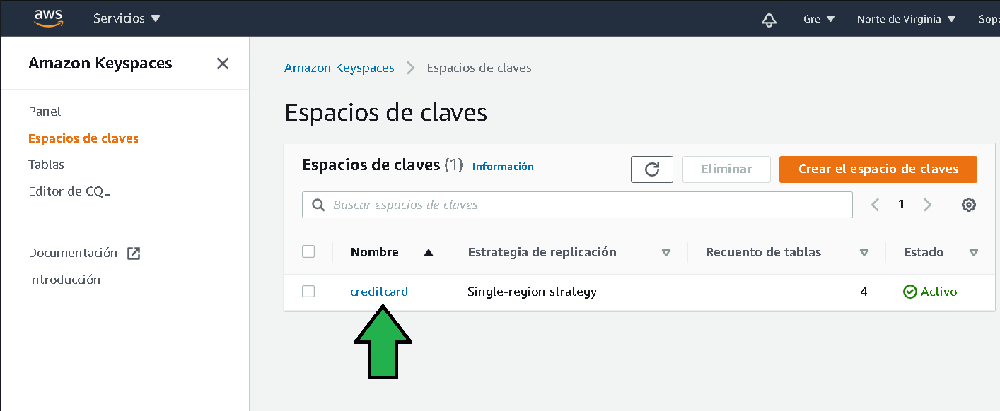 aws Servicios Gre Norte de Virginia Sopo
Amazon Keyspaces
Panel
Espacios de claves
Tablas
Editor de CQL
Documentación
Introducción
Amazon Keyspaces Espacios de claves
Espacios de claves
Espacios de claves (1) Información Eliminar Crear el espacio de claves
Buscar espacios de claves 1
Nombre Estrategia de replicación Recuento de tablas Estado
creditcard Single-region strategy 4 Activo